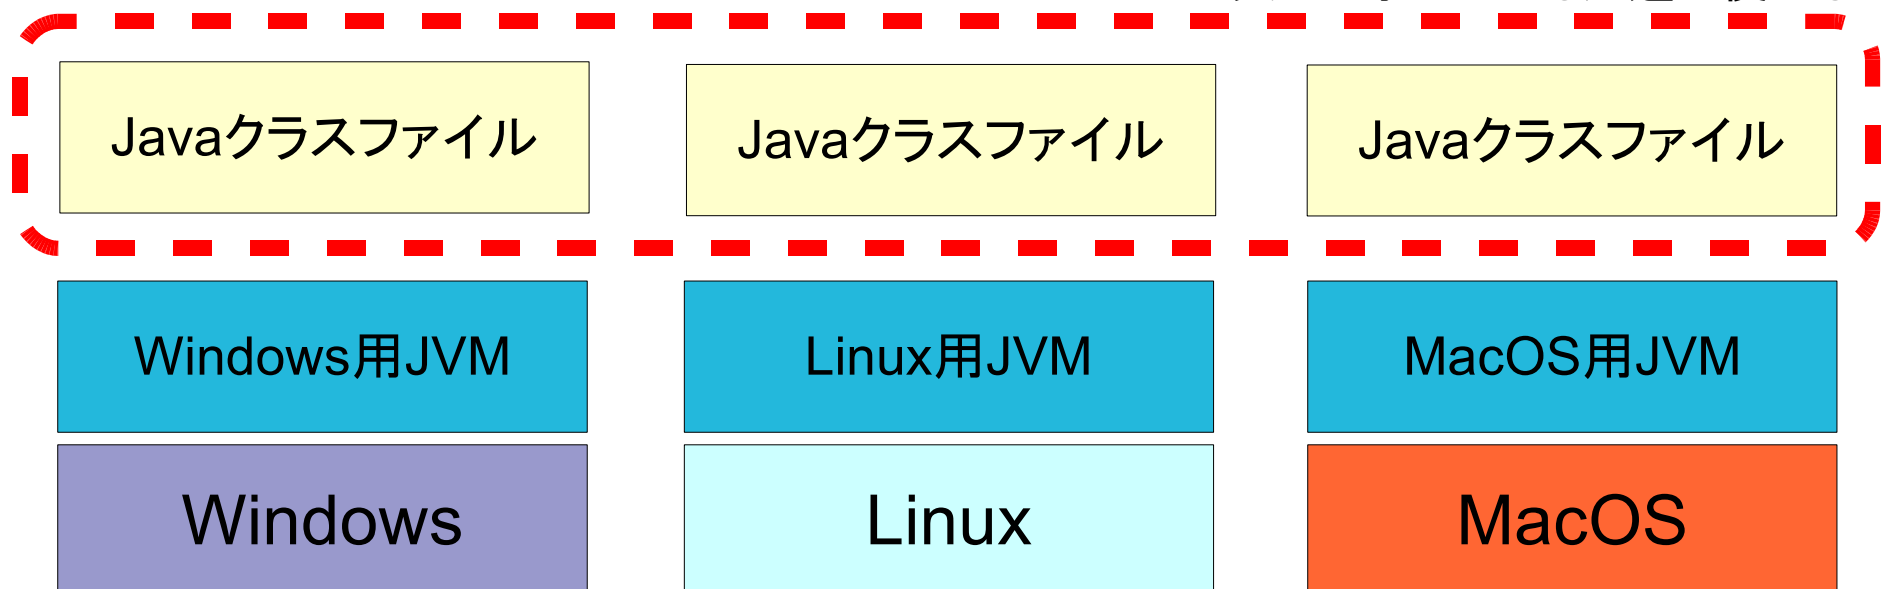 Javaクラスファイル Javaクラスファイル Javaクラスファイル
Windows用JVM Linux用JVM MacOS用JVM
Windows Linux MacOS